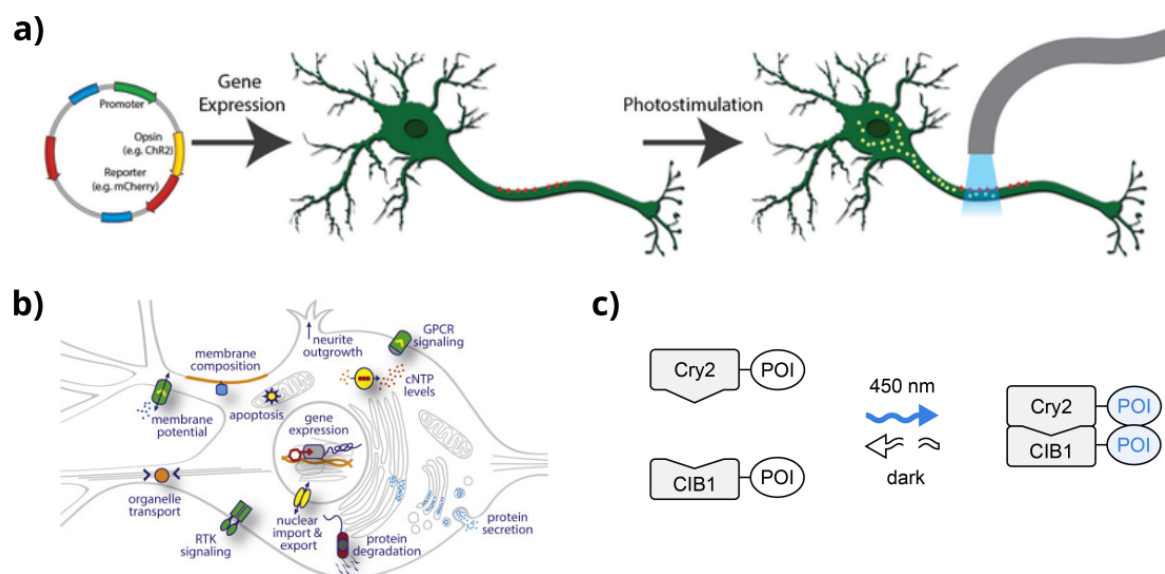 a)
Gene
Expression
Photostimulation
Promoter
Opsin
(e.g. ChR2)
Reporter
(e.g. mCherry)
b)
neurite
outgrowth
GPCR
signaling
membrane
composition
cNTP
levels
apoptosis
membrane
potential
gene
expression
organelle
transport
RTK
signaling
nuclear
import &
export
protein
degradation
protein
secretion
c)
Cry2
POI
CIB1
POI
450 nm
dark
Cry2
POI
CIB1
POI